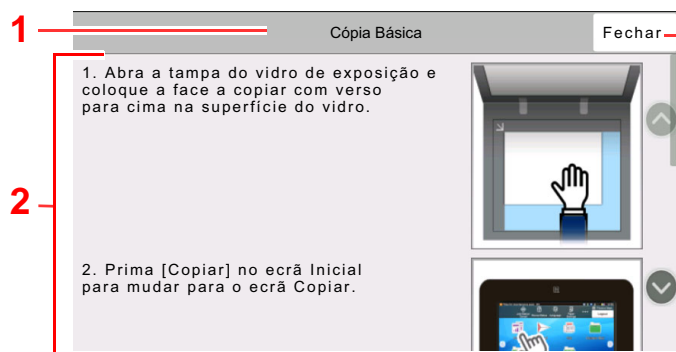 1
Cópia Básica
Fechar
2
1. Abra a tampa do vidro de exposição e
coloque a face a copiar com verso
para cima na superfície do vidro.
2. Prima [Copiar] no ecrã Inicial
para mudar para o ecrã Copiar.